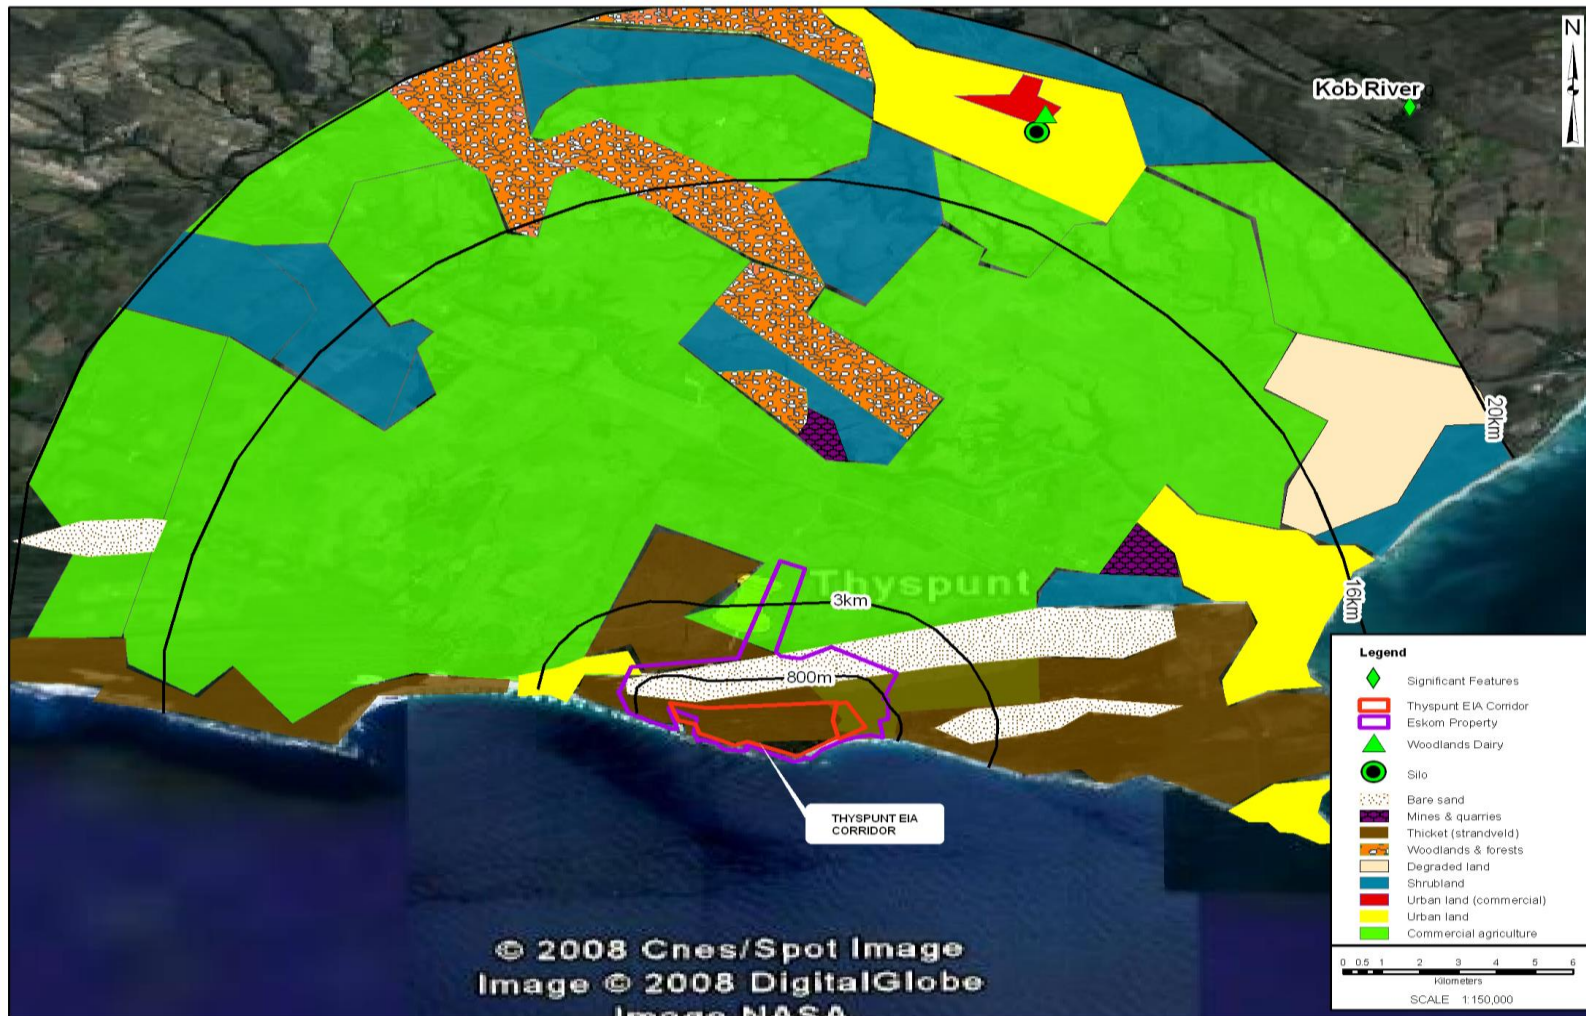 N
Kob River
20km
Thyspunt
3km
16km
800m
THYSPUNT EIA
CORRIDOR
Legend
Significant Features
Thyspunt EIA Corridor
Eskom Property
Woodlands Dairy
Silo
Bare sand
Mines & quarries
Thicket (strandveld)
Woodlands & forests
Degraded land
Shrubland
Urban land (commercial)
Urban land
Commercial agriculture
0 0.5 1 2 3 4 5 6
Kilometers
SCALE 1:150,000
© 2008 Cnes/Spot Image
Image © 2008 DigitalGlobe
Image NASA